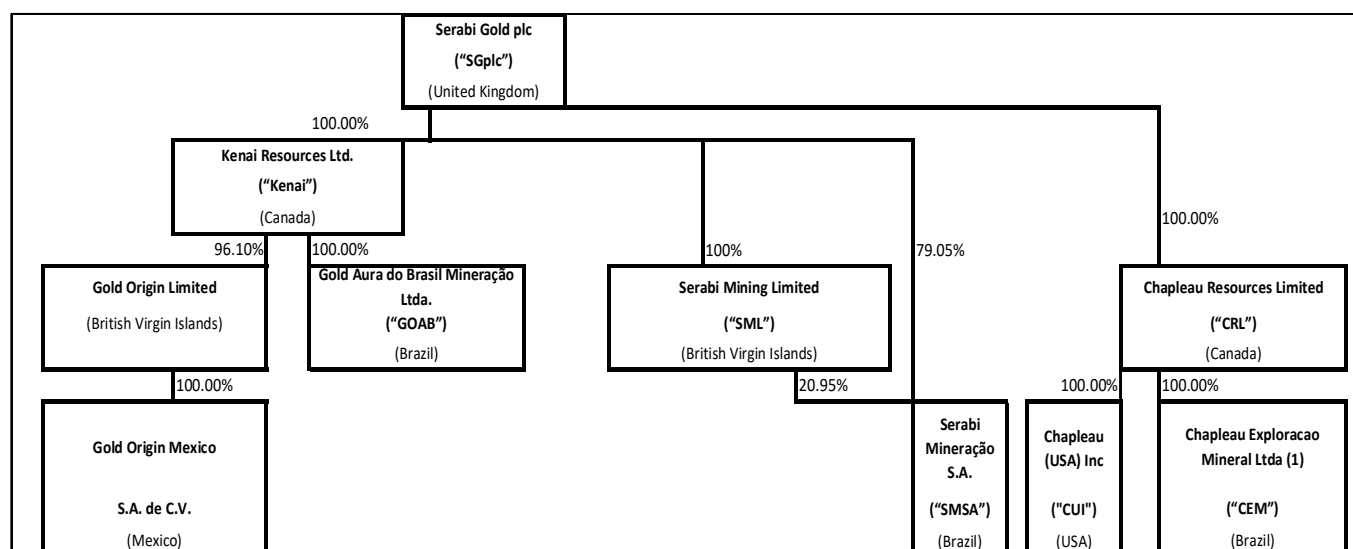 Serabi Gold plc
(“SGplc”)
(United Kingdom)
100.00%
Kenai Resources Ltd.
(“Kenai”)
(Canada)
100.00%
96.10%
100.00%
100%
79.05%
Gold Origin Limited
(British Virgin Islands)
Gold Aura do Brasil Mineração
Ltda.
(“GOAB”)
(Brazil)
Serabi Mining Limited
(“SML”)
(British Virgin Islands)
Chapleau Resources Limited
(“CRL”)
(Canada)
100.00%
20.95%
100.00%
100.00%
Gold Origin Mexico
S.A. de C.V.
(Mexico)
Serabi
Mineração
S.A.
(“SMSA”)
(Brazil)
Chapleau
(USA) Inc
("CUI")
(USA)
Chapleau Exploracao
Mineral Ltda (1)
(“CEM”)
(Brazil)